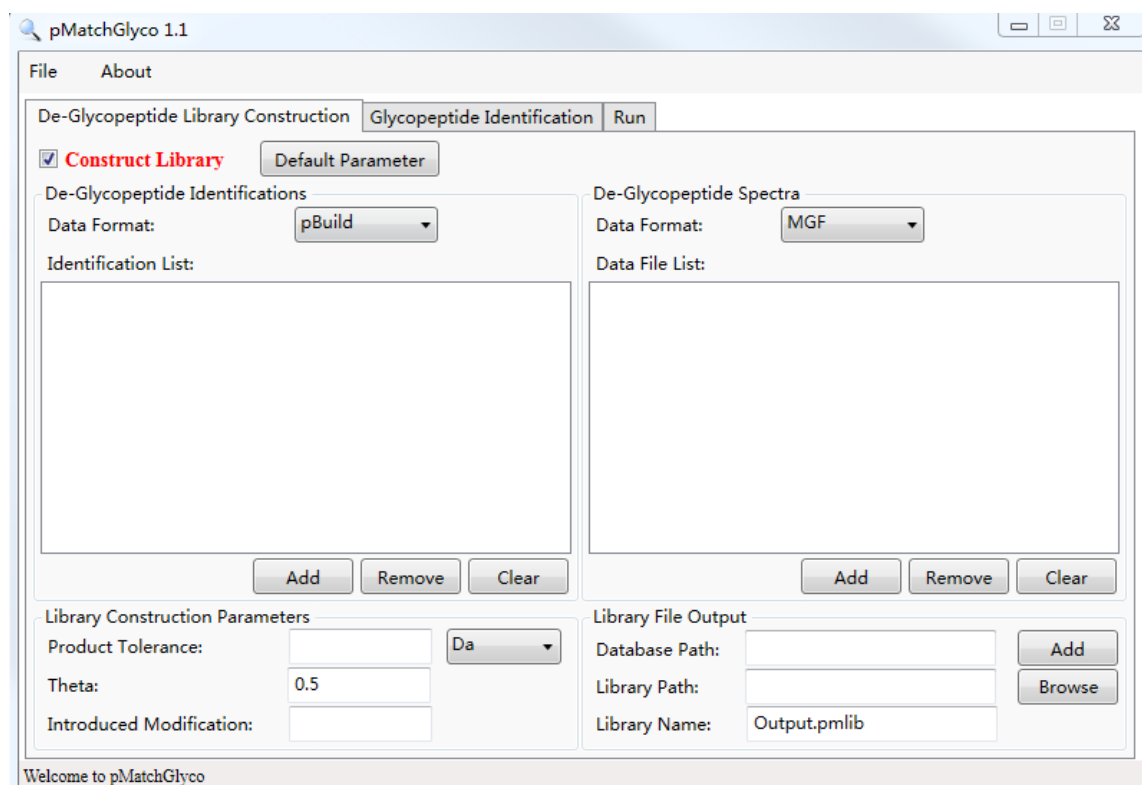 pMatchGlyco 1.1
File About
De-Glycopeptide Library Construction Glycopeptide Identification Run
Construct Library Default Parameter
De-Glycopeptide Identifications
Data Format: pBuild
Identification List:
Add Remove Clear
De-Glycopeptide Spectra
Data Format: MGF
Data File List:
Add Remove Clear
Library Construction Parameters
Product Tolerance: Da
Theta: 0.5
Introduced Modification:
Library File Output
Database Path: Add
Library Path: Browse
Library Name: Output.pmlib
Welcome to pMatchGlyco